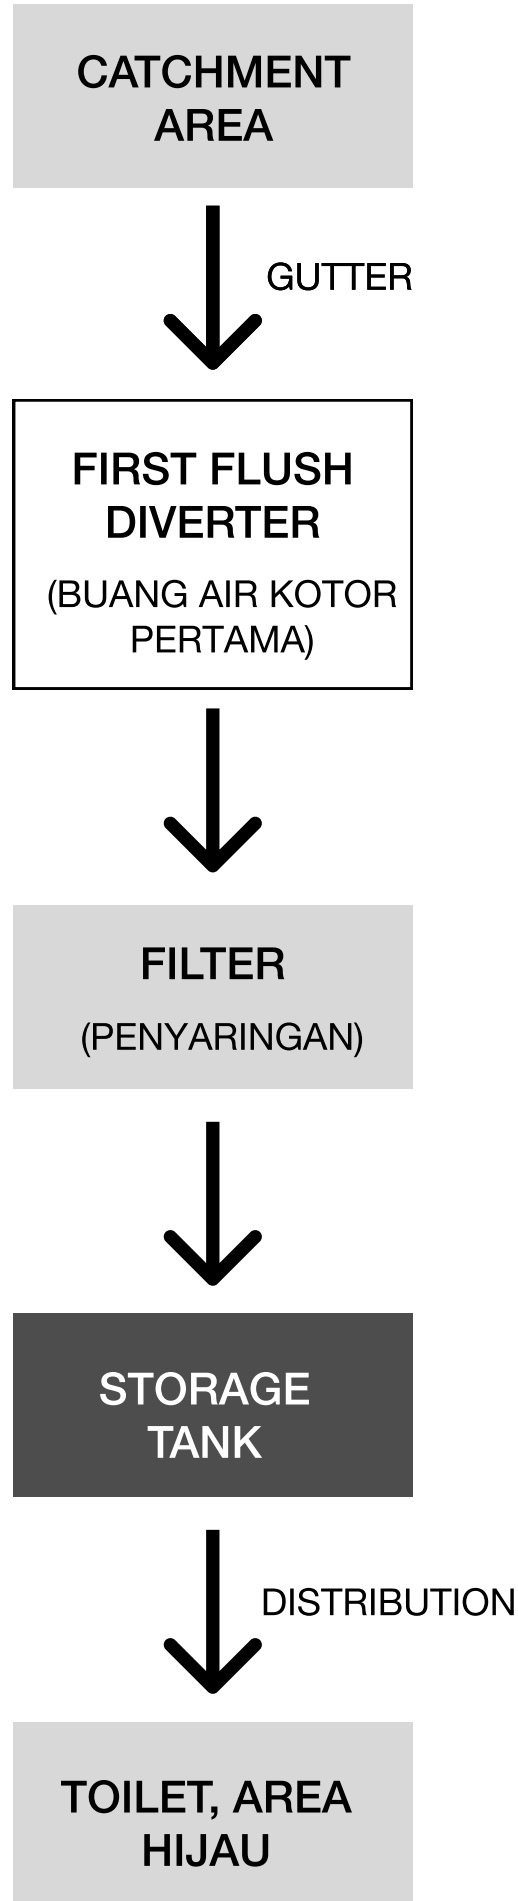 CATCHMENT
AREA
GUTTER
FIRST FLUSH
DIVERTER
(BUANG AIR KOTOR
PERTAMA)
FILTER
(PENYARINGAN)
STORAGE
TANK
DISTRIBUTION
TOILET, AREA
HIJAU